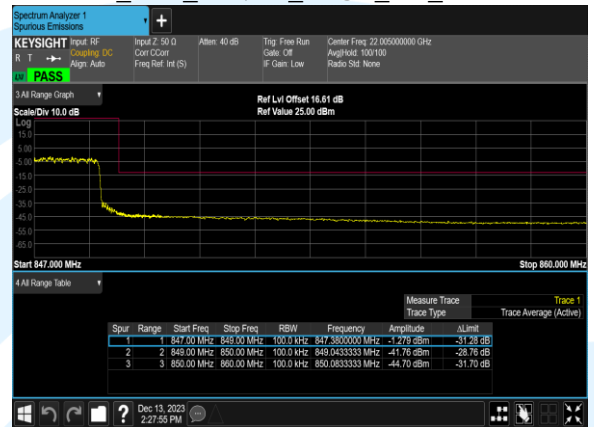 Spectrum Analyzer 1
Spurious Emissions
KEYSIGHT Input: RF Input Z: 50 Ω Atten: 40 dB Trig: Free Run Center Freq: 22.005000000 GHz
R T Coupling: DC Corr CCorr Gate: Off Avg|Hold: 100/100
Align: Auto Freq Ref: Int (S) IF Gain: Low Radio Std: None
LV PASS
3 All Range Graph
Ref Lvl Offset 16.61 dB
Scale/Div 10.0 dB Ref Value 25.00 dBm
Log
15.0
5.00
-5.00
-15.0
-25.0
-35.0
-45.0
-55.0
-65.0
Start 847.000 MHz Stop 860.000 MHz
4 All Range Table
Measure Trace Trace 1
Trace Type Trace Average (Active)
Spur Range Start Freq Stop Freq RBW Frequency Amplitude ΔLimit
1 1 847.00 MHz 849.00 MHz 100.0 kHz 847.3800000 MHz -1.279 dBm -31.28 dB
2 2 849.00 MHz 850.00 MHz 100.0 kHz 849.0433333 MHz -41.76 dBm -28.76 dB
3 3 850.00 MHz 860.00 MHz 100.0 kHz 850.0833333 MHz -44.70 dBm -31.70 dB
? Dec 13, 2023
2:27:55 PM